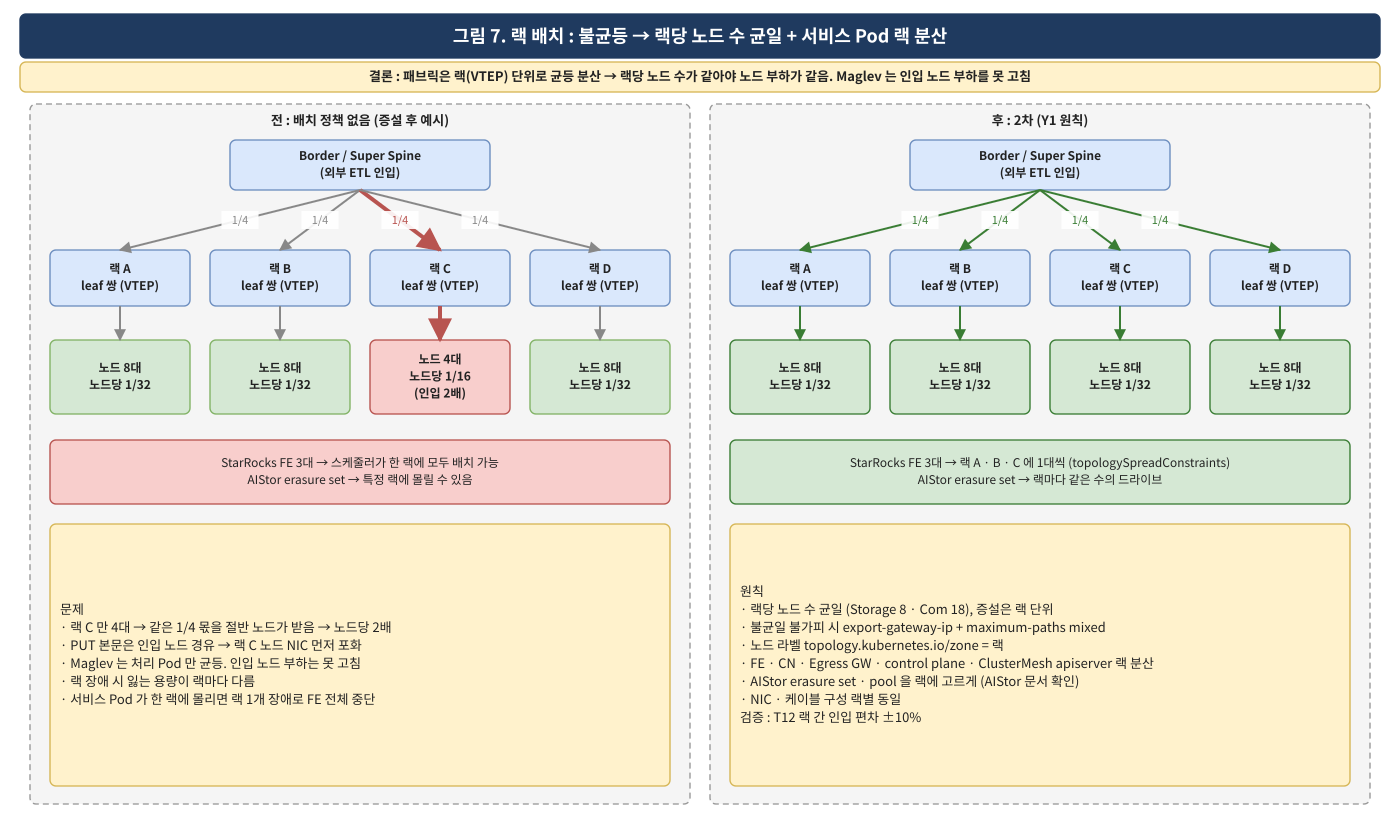 그림 7. 랙 배치 : 불균등 → 랙당 노드 수 균일 + 서비스 Pod 랙 분산
결론 : 패브릭은 랙(VTEP) 단위로 균등 분산 → 랙당 노드 수가 같아야 노드 부하가 같음. Maglev 는 인입 노드 부하를 못 고침
전 : 배치 정책 없음 (증설 후 예시)
Border / Super Spine
(외부 ETL 인입)
1/4
1/4
1/4
1/4
랙 A
leaf 쌍 (VTEP)
랙 B
leaf 쌍 (VTEP)
랙 C
leaf 쌍 (VTEP)
랙 D
leaf 쌍 (VTEP)
노드 8대
노드당 1/32
노드 8대
노드당 1/32
노드 4대
노드당 1/16
(인입 2배)
노드 8대
노드당 1/32
StarRocks FE 3대 → 스케줄러가 한 랙에 모두 배치 가능
AIStor erasure set → 특정 랙에 몰릴 수 있음
문제
· 랙 C 만 4대 → 같은 1/4 몫을 절반 노드가 받음 → 노드당 2배
· PUT 본문은 인입 노드 경유 → 랙 C 노드 NIC 먼저 포화
· Maglev 는 처리 Pod 만 균등. 인입 노드 부하는 못 고침
· 랙 장애 시 잃는 용량이 랙마다 다름
· 서비스 Pod 가 한 랙에 몰리면 랙 1개 장애로 FE 전체 중단
후 : 2차 (Y1 원칙)
Border / Super Spine
(외부 ETL 인입)
1/4
1/4
1/4
1/4
랙 A
leaf 쌍 (VTEP)
랙 B
leaf 쌍 (VTEP)
랙 C
leaf 쌍 (VTEP)
랙 D
leaf 쌍 (VTEP)
노드 8대
노드당 1/32
노드 8대
노드당 1/32
노드 8대
노드당 1/32
노드 8대
노드당 1/32
StarRocks FE 3대 → 랙 A · B · C 에 1대씩 (topologySpreadConstraints)
AIStor erasure set → 랙마다 같은 수의 드라이브
원칙
· 랙당 노드 수 균일 (Storage 8 · Com 18), 증설은 랙 단위
· 불균일 불가피 시 export-gateway-ip + maximum-paths mixed
· 노드 라벨 topology.kubernetes.io/zone = 랙
· FE · CN · Egress GW · control plane · ClusterMesh apiserver 랙 분산
· AIStor erasure set · pool 을 랙에 고르게 (AIStor 문서 확인)
· NIC · 케이블 구성 랙별 동일
검증 : T12 랙 간 인입 편차 ±10%